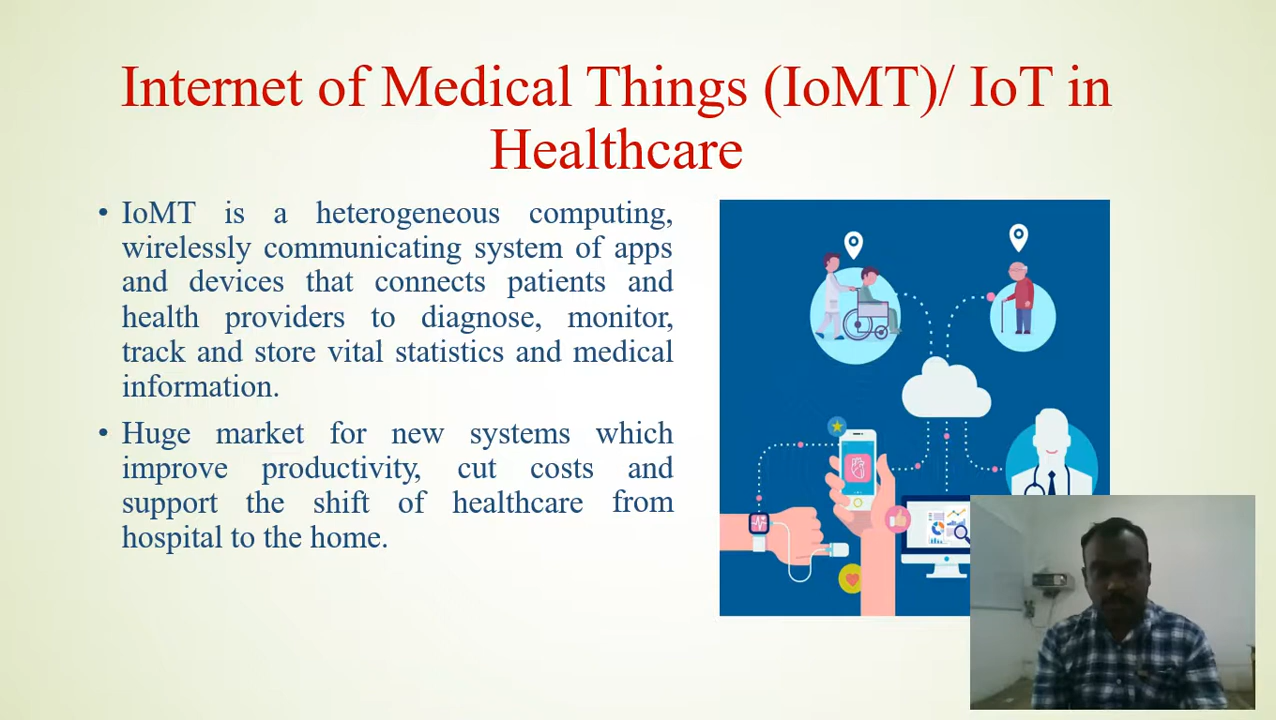 Internet of Medical Things (IoMT)/ IoT in
Healthcare
• IoMT is a heterogeneous computing,
wirelessly communicating system of apps
and devices that connects patients and
health providers to diagnose, monitor,
track and store vital statistics and medical
information.
• Huge market for new systems which
improve productivity, cut costs and
support the shift of healthcare from
hospital to the home.